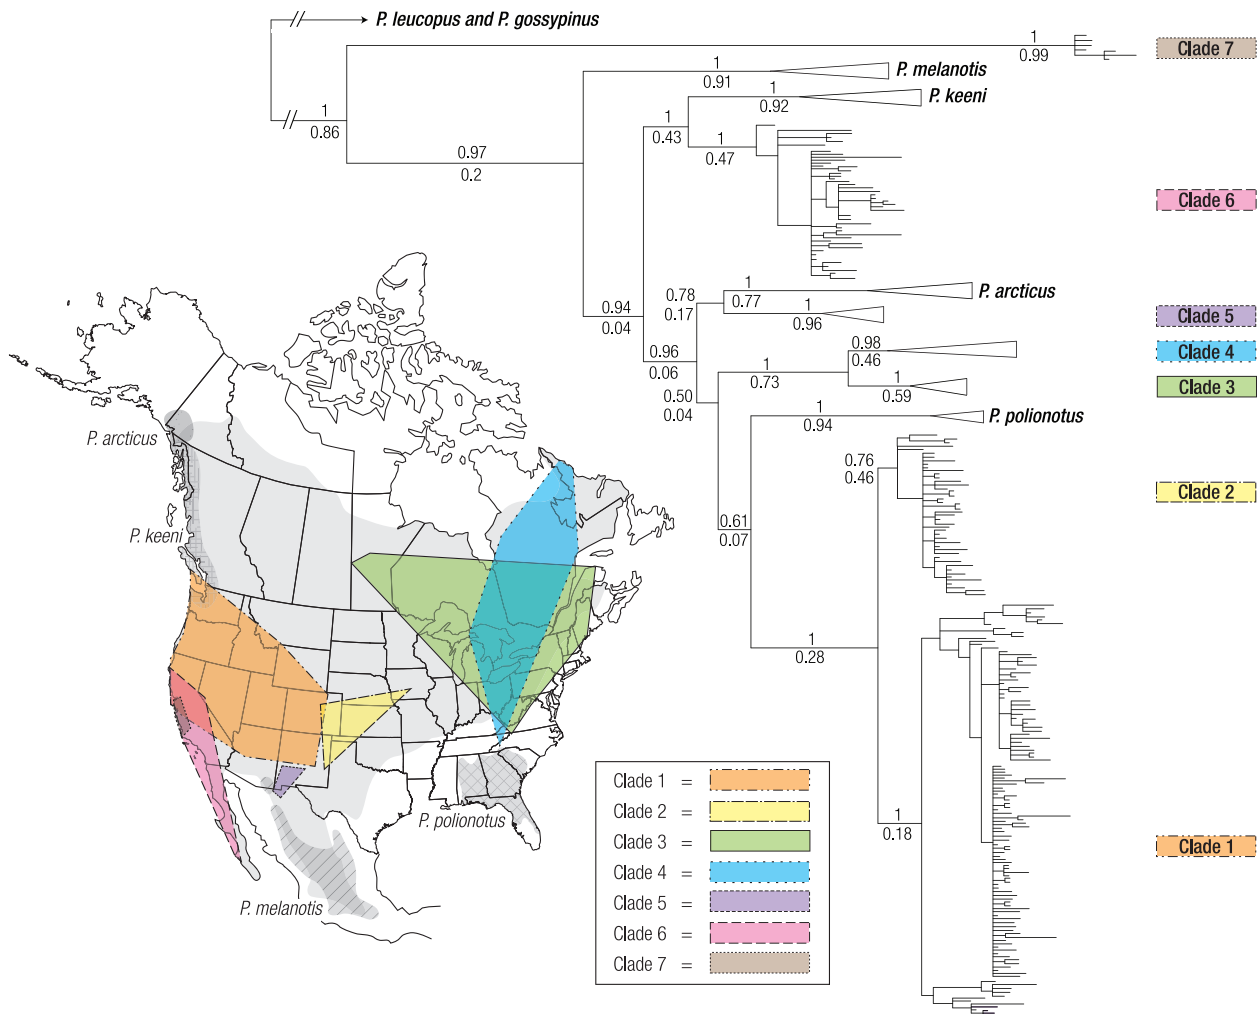 P. leucopus and P. gossypinus
1
0.99
Clade 7
1
0.91
P. melanotis
1
0.92
P. keeni
1
0.86
1
0.43
1
0.47
0.97
0.2
Clade 6
1
0.77
P. arcticus
0.78
0.17
0.94
0.04
1
0.96
Clade 5
0.98
0.46
Clade 4
0.96
0.06
1
0.73
1
0.59
Clade 3
0.50
0.04
1
0.94
P. polionotus
0.76
0.46
Clade 2
0.61
0.07
1
0.28
1
0.18
Clade 1
P. arcticus
P. keeni
P. polionotus
P. melanotis
Clade 1 =
Clade 2 =
Clade 3 =
Clade 4 =
Clade 5 =
Clade 6 =
Clade 7 =